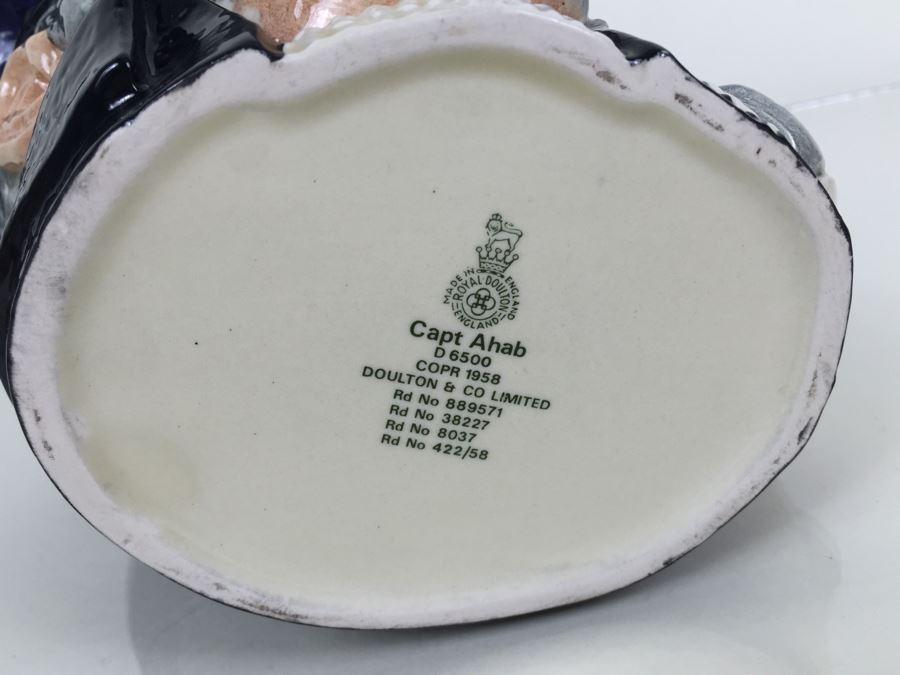 MADE IN ENGLAND
ROYAL DOULTON
ENGLAND
Capt Ahab
D 6500
COPR 1958
DOULTON & CO LIMITED
Rd No 889571
Rd No 38227
Rd No 8037
Rd No 422/58